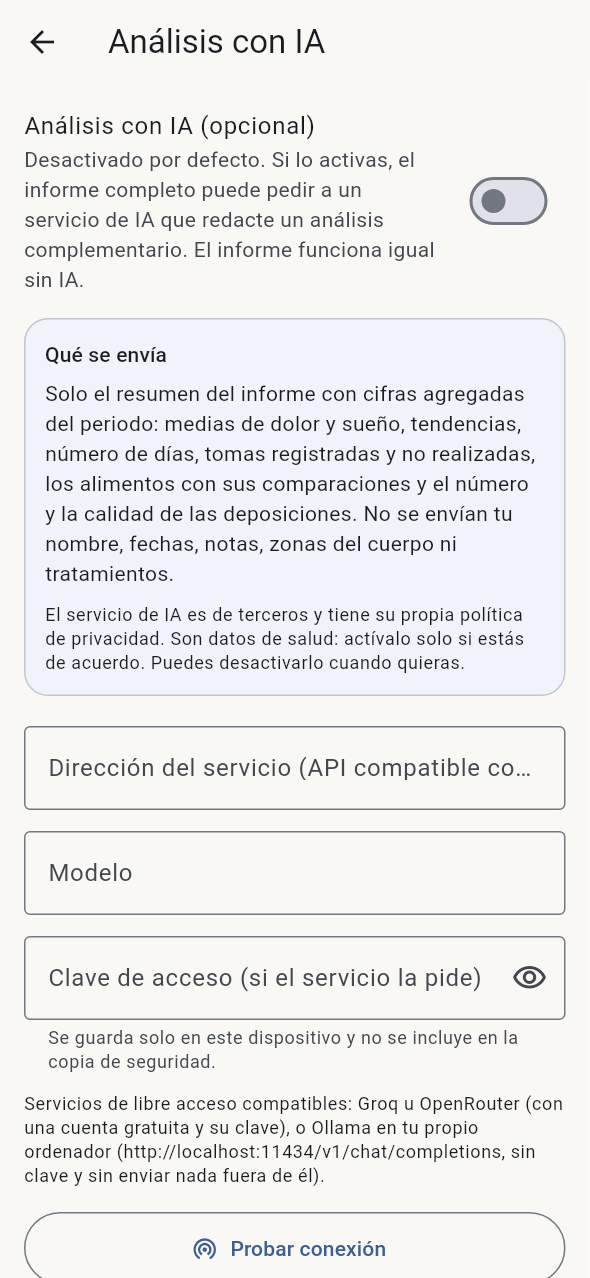 Análisis con IA
Análisis con IA (opcional)
Desactivado por defecto. Si lo activas, el
informe completo puede pedir a un
servicio de IA que redacte un análisis
complementario. El informe funciona igual
sin IA.
Qué se envía
Solo el resumen del informe con cifras agregadas
del periodo: medias de dolor y sueño, tendencias,
número de días, tomas registradas y no realizadas,
los alimentos con sus comparaciones y el número
y la calidad de las deposiciones. No se envían tu
nombre, fechas, notas, zonas del cuerpo ni
tratamientos.
El servicio de IA es de terceros y tiene su propia política
de privacidad. Son datos de salud: actívalo solo si estás
de acuerdo. Puedes desactivarlo cuando quieras.
Dirección del servicio (API compatible co…
Modelo
Clave de acceso (si el servicio la pide)
Se guarda solo en este dispositivo y no se incluye en la
copia de seguridad.
Servicios de libre acceso compatibles: Groq u OpenRouter (con
una cuenta gratuita y su clave), o Ollama en tu propio
ordenador (http://localhost:11434/v1/chat/completions, sin
clave y sin enviar nada fuera de él).
Probar conexión